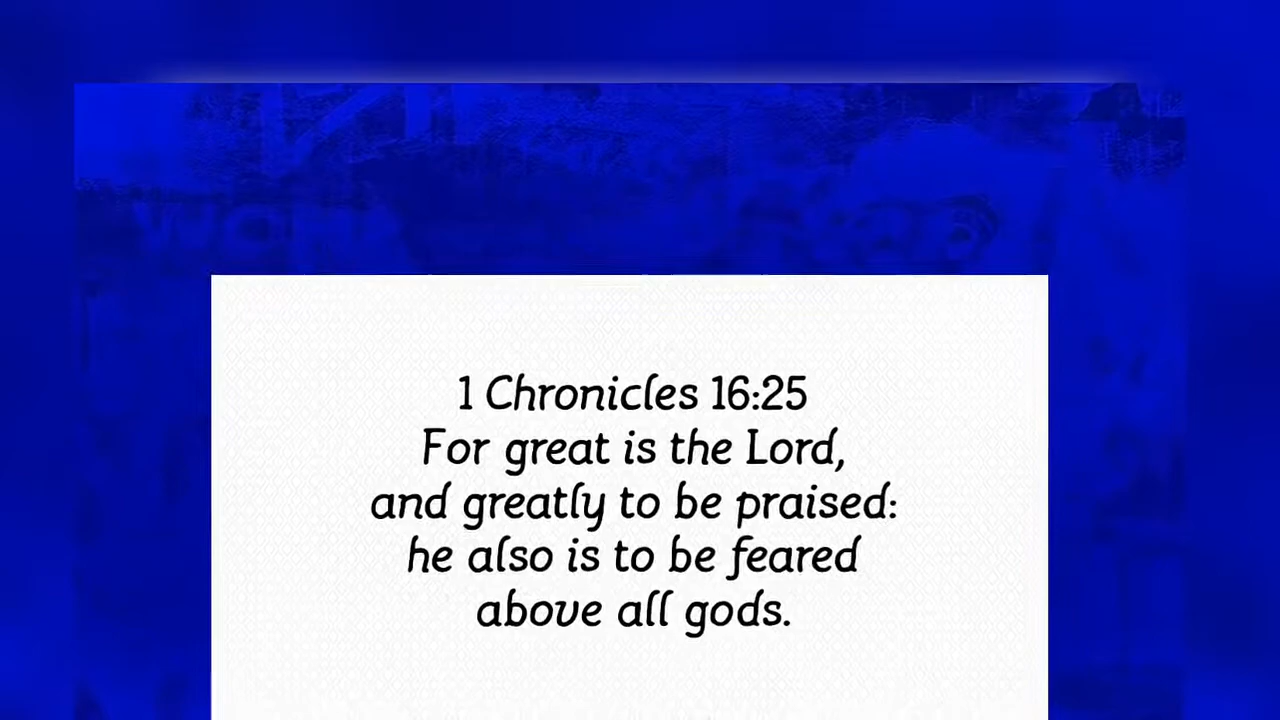 1 Chronicles 16:25
For great is the Lord,
and greatly to be praised:
he also is to be feared
above all gods.